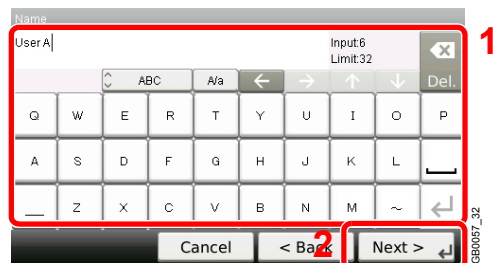 Name
User A
Input:6
Limit:32
1
ABC A/a ← → ↑ ↓ Del.
Q W E R T Y U I O P
A S D F G H J K L
_ Z X C V B N M ~
2
Cancel < Back Next >
GB0057_32